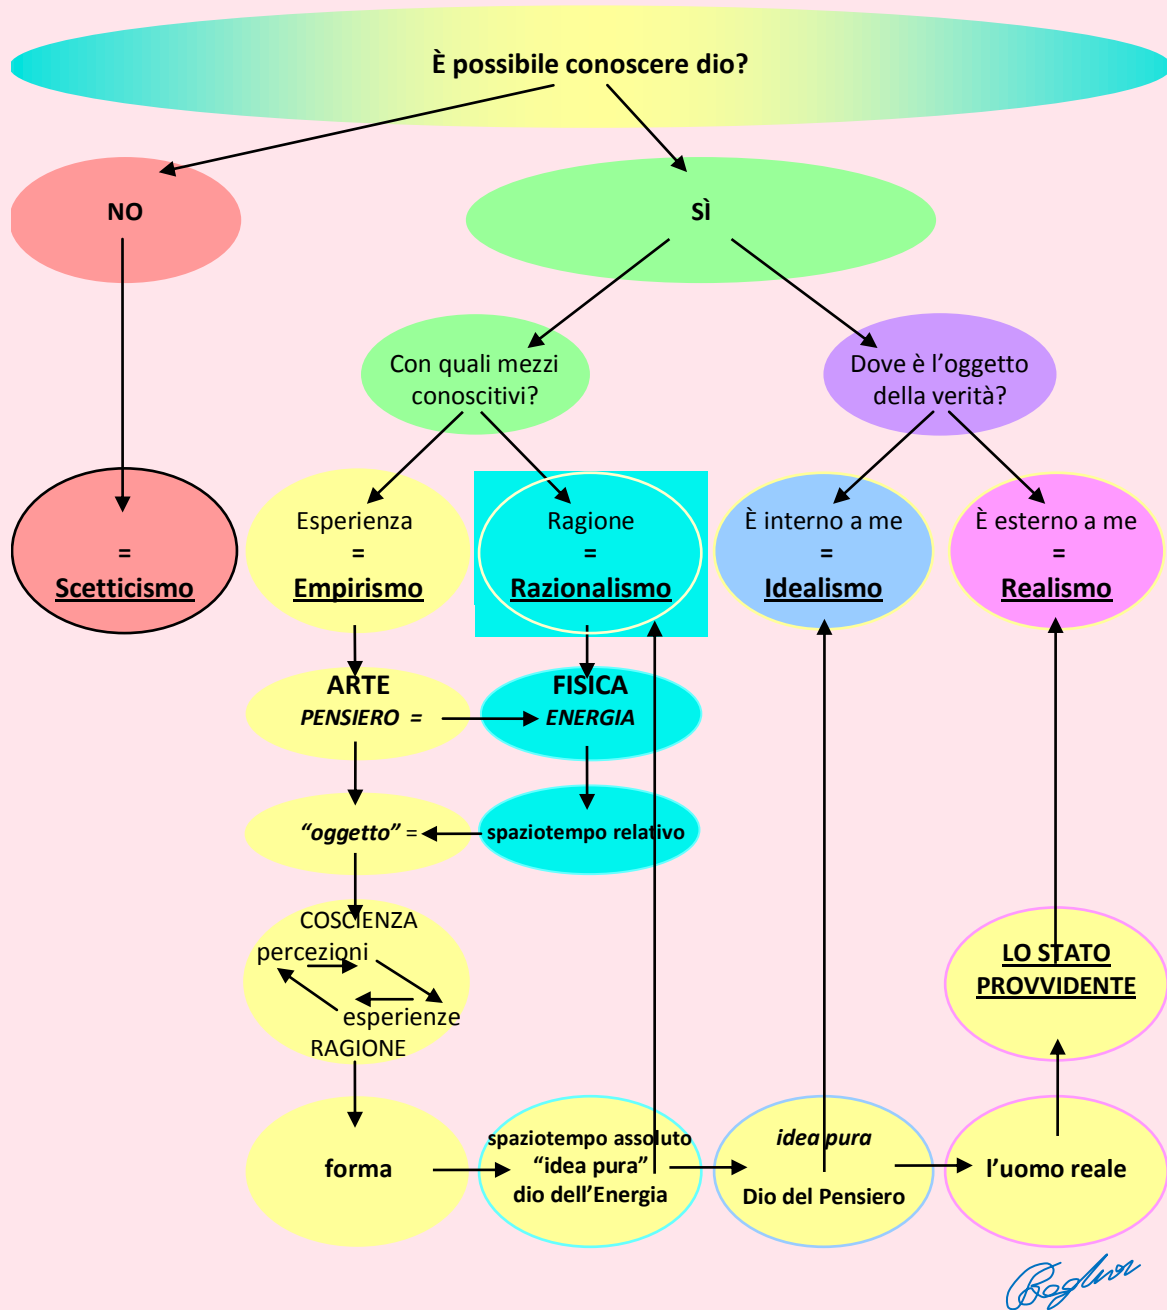 È possibile conoscere dio?
NO
SÌ
Con quali mezzi
conoscitivi?
Dove è l'oggetto
della verità?
=
Scetticismo
Esperienza
=
Empirismo
Ragione
=
Razionalismo
È interno a me
=
Idealismo
È esterno a me
=
Realismo
ARTE
PENSIERO =
FISICA
ENERGIA
“oggetto” =
spaziotempo relativo
COSCIENZA
percezioni
esperienze
RAGIONE
LO STATO
PROVVIDENTE
forma
spaziotempo assoluto
“idea pura”
dio dell'Energia
idea pura
Dio del Pensiero
l'uomo reale